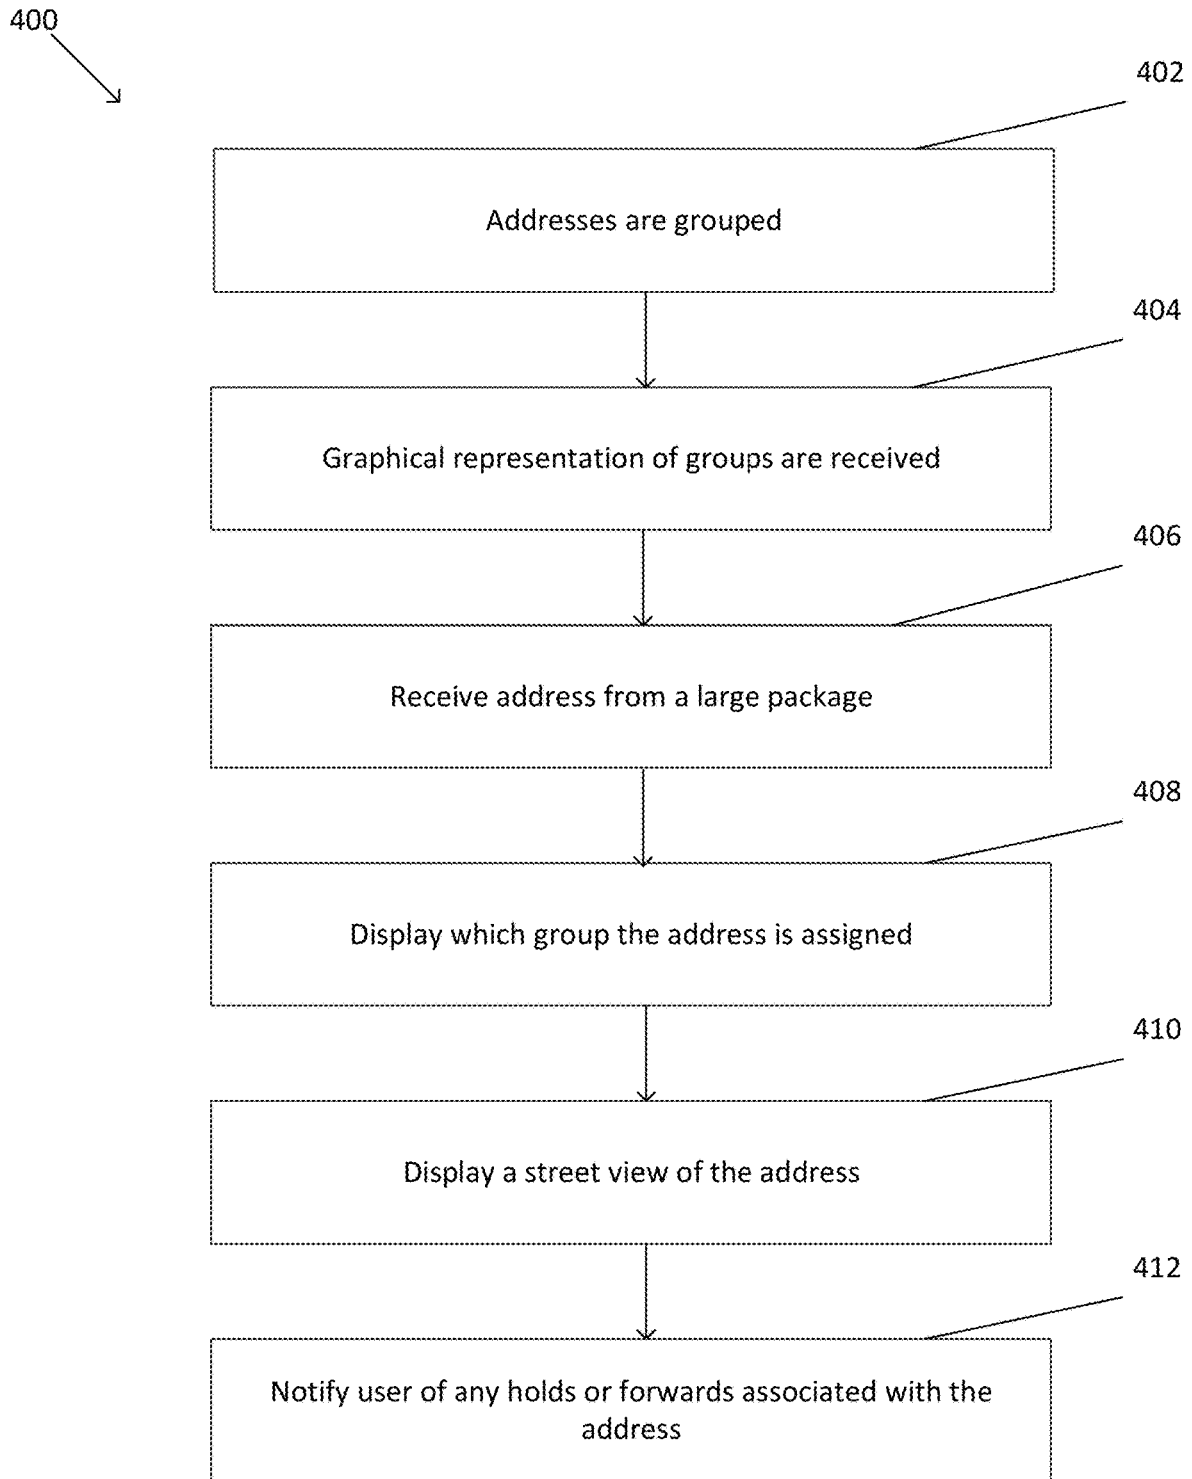 400
402
Addresses are grouped
404
Graphical representation of groups are received
406
Receive address from a large package
408
Display which group the address is assigned
410
Display a street view of the address
412
Notify user of any holds or forwards associated with the
address